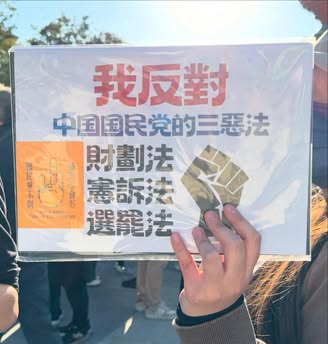 我反對
中国国民党的三惡法
財劃法
憲訴法
選罷法